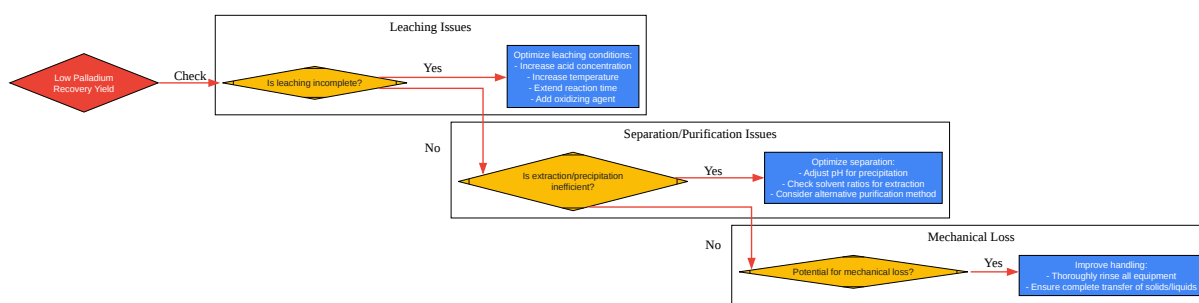 Leaching Issues
Low Palladium
Recovery Yield
Check
Is leaching incomplete?
Yes
Optimize leaching conditions:
- Increase acid concentration
- Increase temperature
- Extend reaction time
- Add oxidizing agent
No
Separation/Purification Issues
Is extraction/precipitation
inefficient?
Yes
Optimize separation:
- Adjust pH for precipitation
- Check solvent ratios for extraction
- Consider alternative purification method
No
Mechanical Loss
Potential for mechanical loss?
Yes
Improve handling:
- Thoroughly rinse all equipment
- Ensure complete transfer of solids/liquids